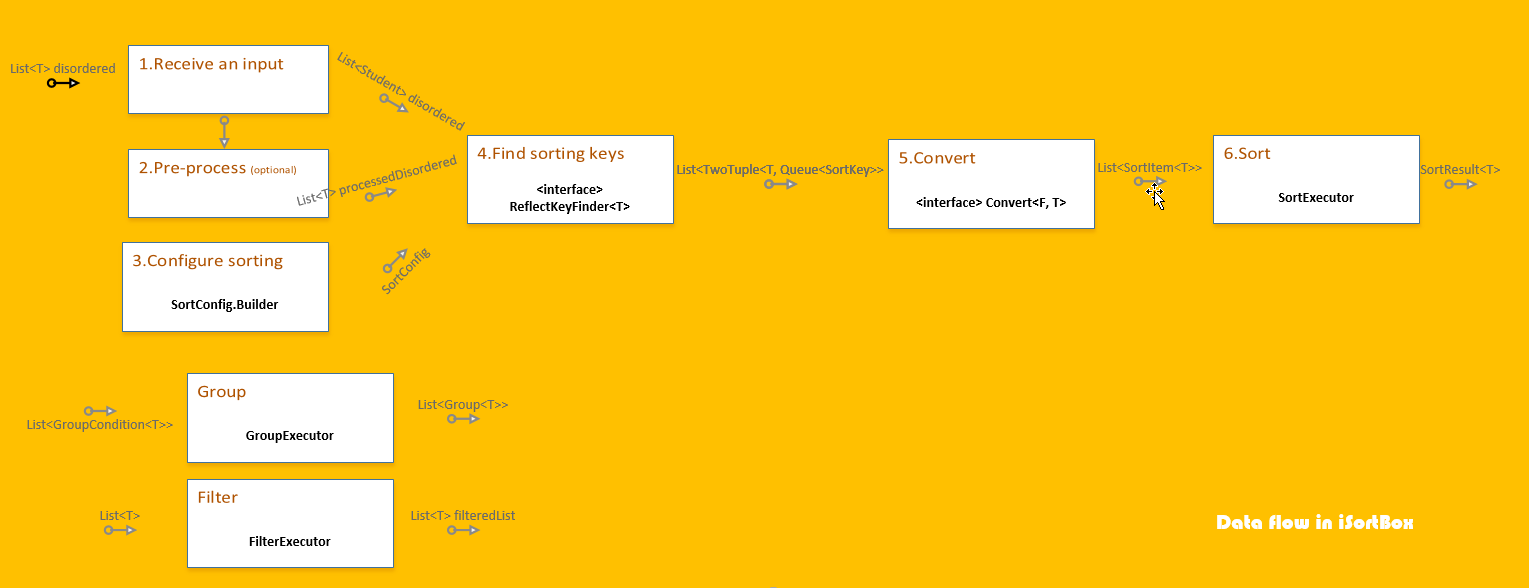 List<T> disordered
1.Receive an input
List<Student> disordered
2.Pre-process (optional)
List<T> processedDisordered
3.Configure sorting
SortConfig.Builder
SortConfig
4.Find sorting keys
<interface>
ReflectKeyFinder<T>
List<TwoTuple<T, Queue<SortKey>>
5.Convert
<interface> Convert<F, T>
List<SortItem<T>>
6.Sort
SortExecutor
SortResult<T>
List<GroupCondition<T>>
Group
GroupExecutor
List<Group<T>>
List<T>
Filter
FilterExecutor
List<T> filteredList
Data flow in iSortBox